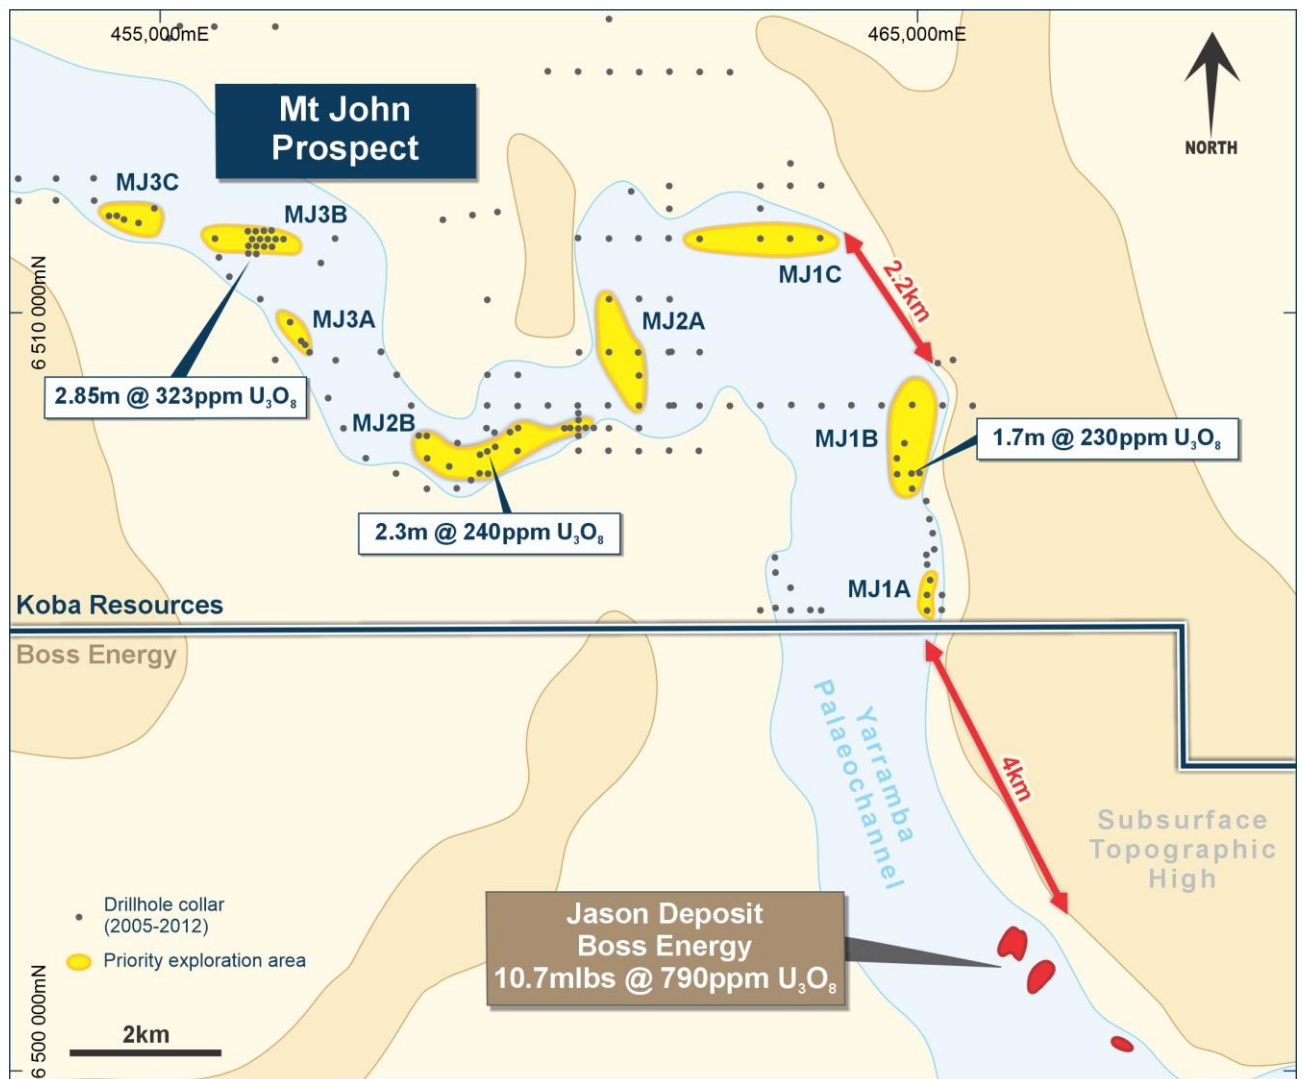 455,000mE
465,000mE
Mt John
Prospect
NORTH
MJ3C
MJ3B
MJ1C
2.2km
6 510 000mN
MJ3A
MJ2A
2.85m @ 323ppm U₃O₈
MJ2B
MJ1B
1.7m @ 230ppm U₃O₈
2.3m @ 240ppm U₃O₈
MJ1A
Koba Resources
Boss Energy
Yarramba
Palaeochannel
4km
Subsurface
Topographic
High
Drillhole collar
(2005-2012)
Priority exploration area
Jason Deposit
Boss Energy
10.7mlbs @ 790ppm U₃O₈
2km
6 500 000mN